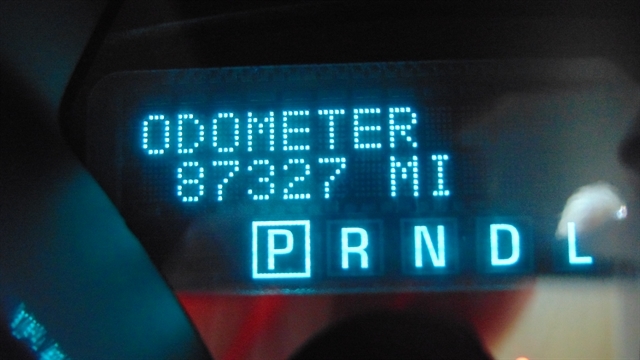 ODOMETER
87327 MI
P R N D L